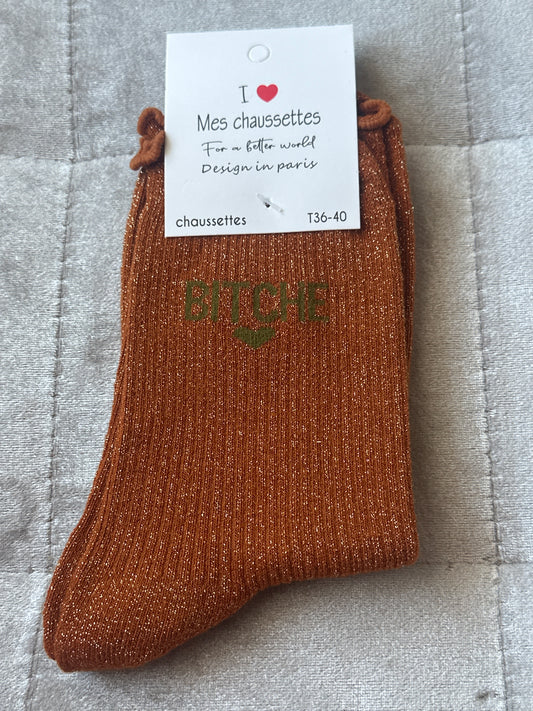 I ❤
Mes chaussettes
For a better world
Design in paris
chaussettes T36-40
BITCHE